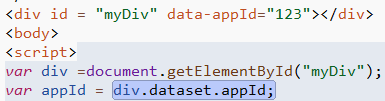 <div id = "myDiv" data-appId="123"></div>
<body>
<script>
var div =document.getElementById("myDiv");
var appId = div.dataset.appId;